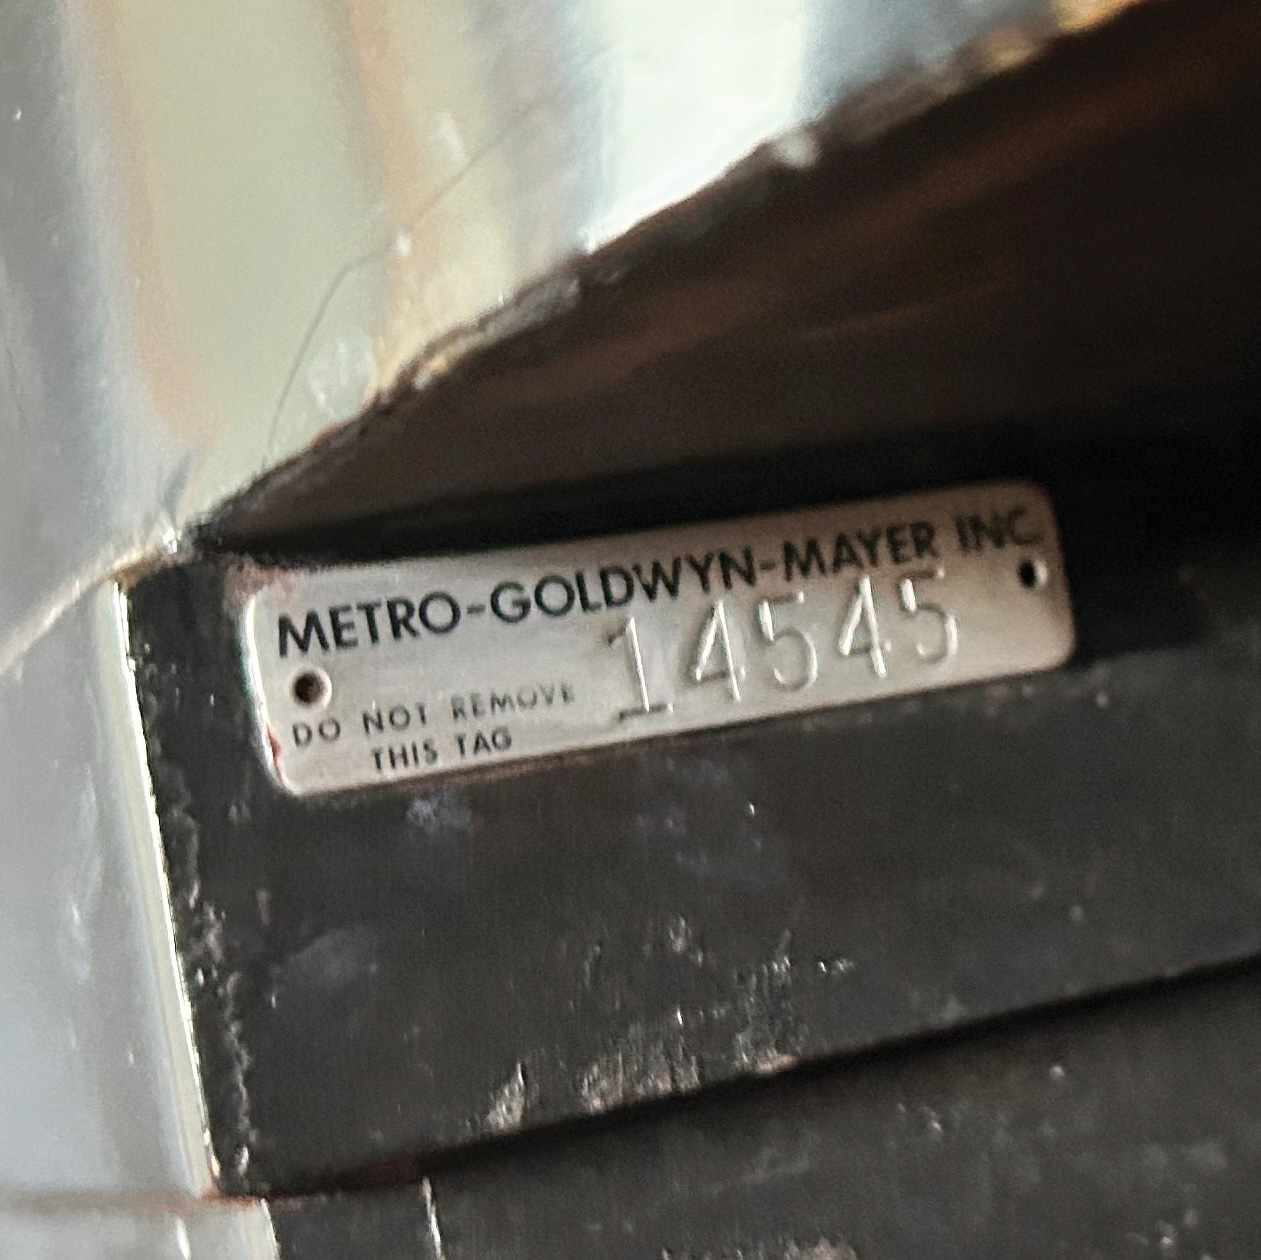 METRO-GOLDWYN-MAYER INC.
14545
DO NOT REMOVE
THIS TAG